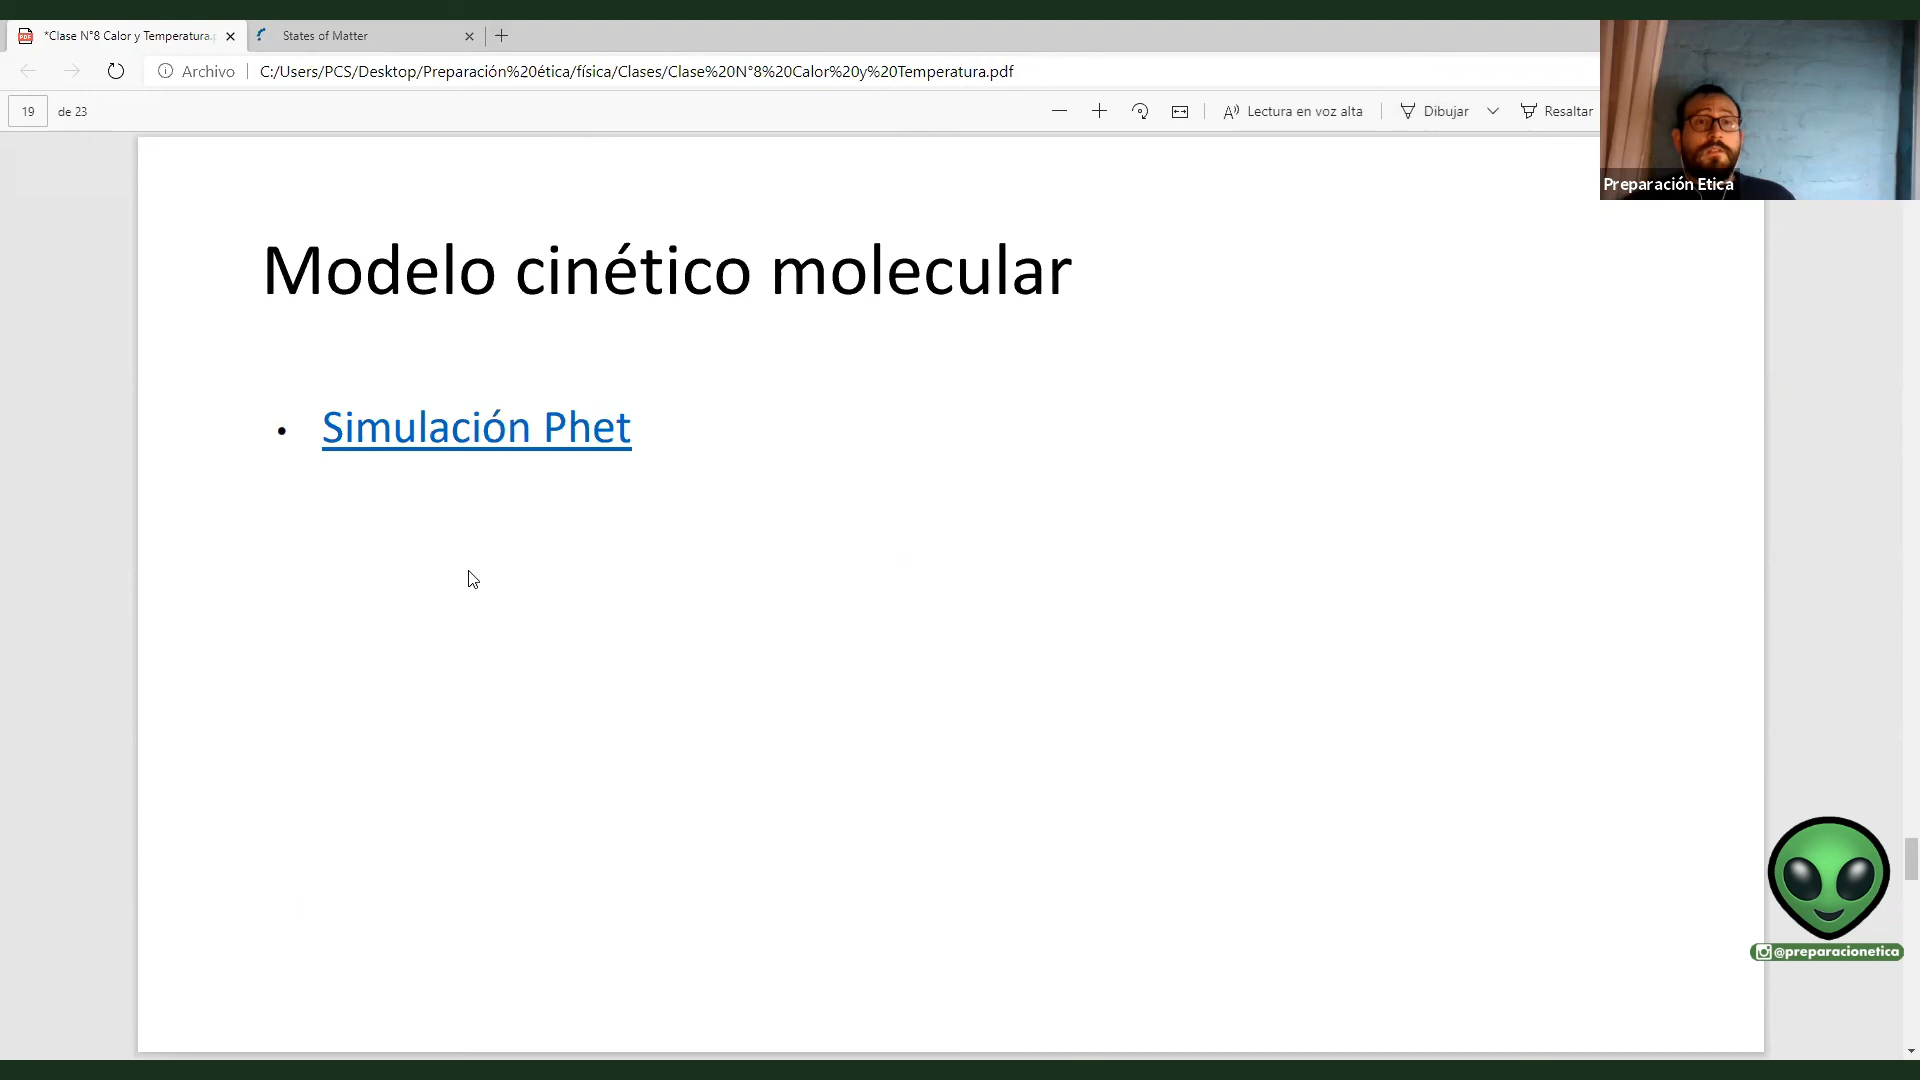 *Clase N°8 Calor y Temperatura.p
States of Matter
Archivo
C:/Users/PCS/Desktop/Preparación%20ética/física/Clases/Clase%20N°8%20Calor%20y%20Temperatura.pdf
19 de 23
Lectura en voz alta
Dibujar
Resaltar
Preparación Etica
Modelo cinético molecular
• Simulación Phet
@preparacionetica